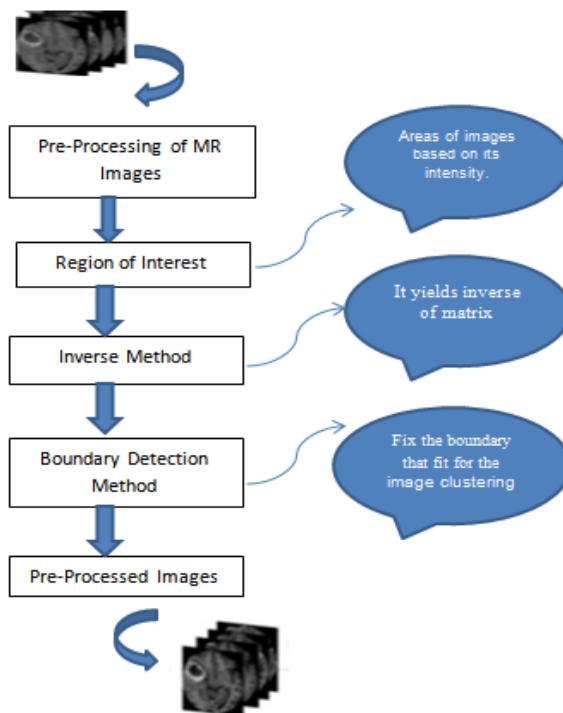 Pre-Processing of MR
Images
Areas of images
based on its
intensity.
Region of Interest
It yields inverse
of matrix
Inverse Method
Boundary Detection
Method
Fix the boundary
that fit for the
image clustering
Pre-Processed Images